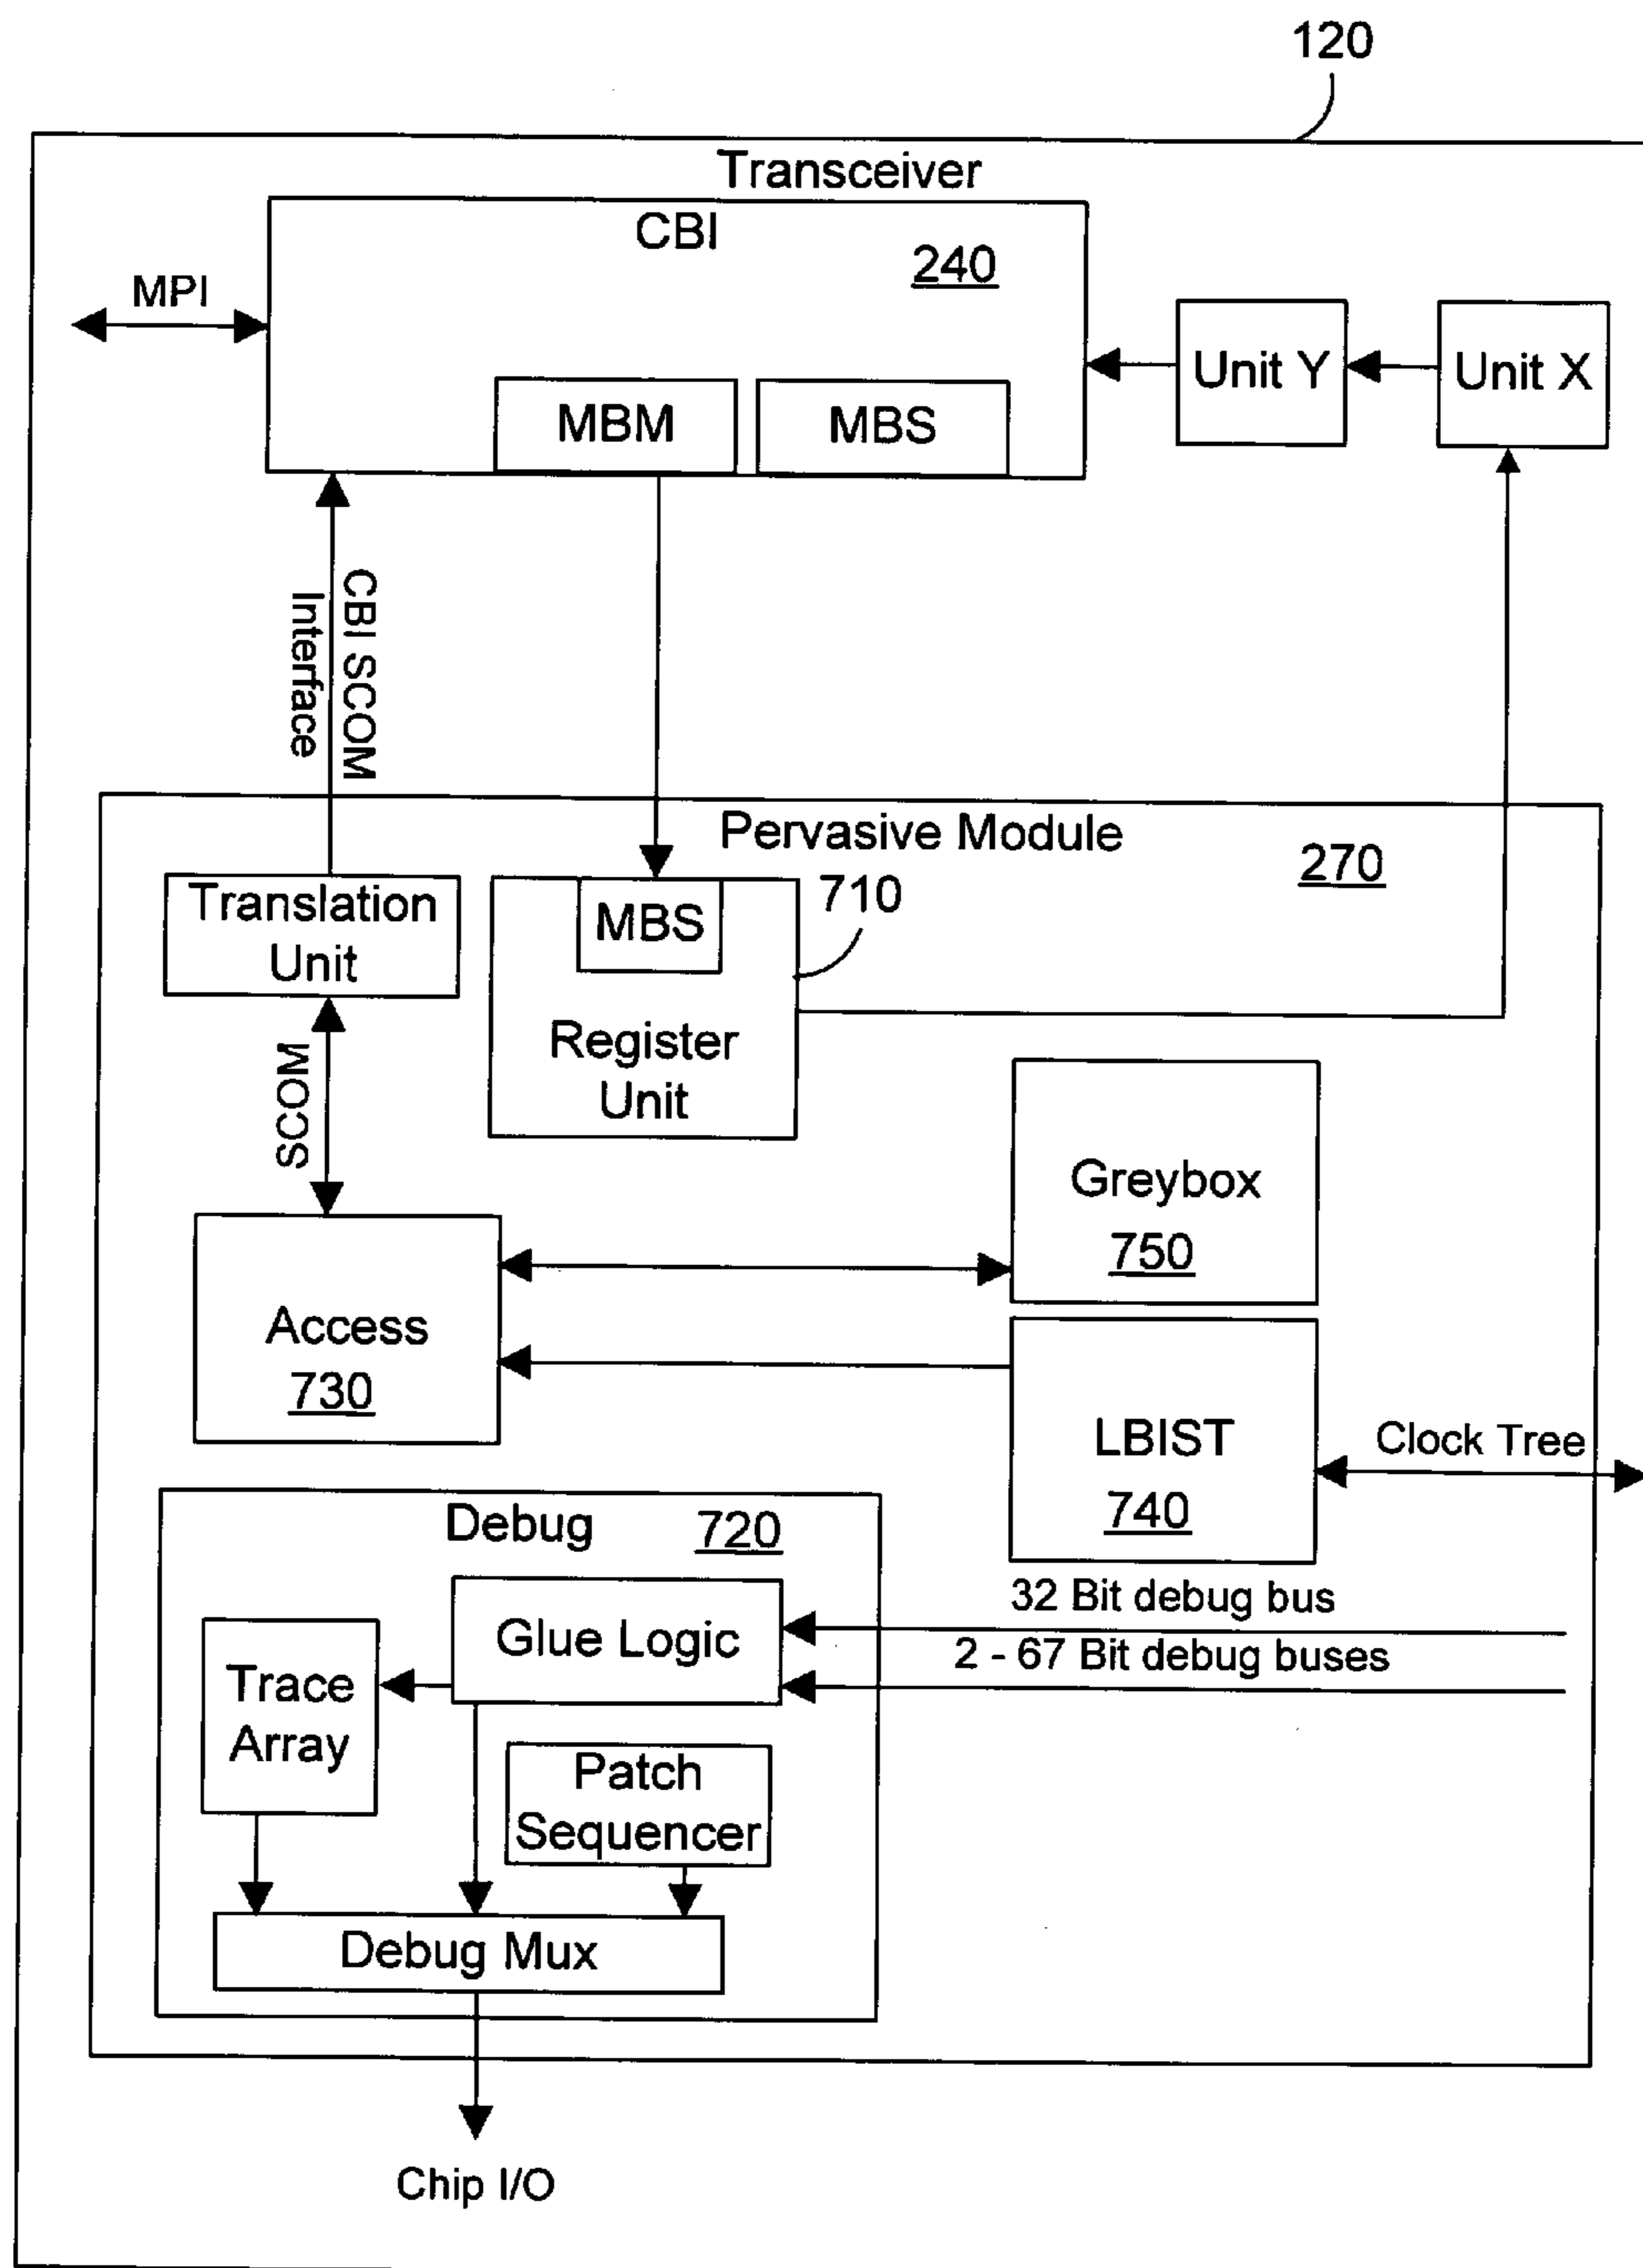 120
Transceiver
CBI
240
MPI
Unit Y
Unit X
MBM
MBS
CBI SCOM
Interface
Pervasive Module
270
Translation
Unit
MBS
710
Register
Unit
SCOM
Greybox
750
Access
730
LBIST
740
Clock Tree
Debug
720
32 Bit debug bus
Glue Logic
2 - 67 Bit debug buses
Trace
Array
Patch
Sequencer
Debug Mux
Chip I/O